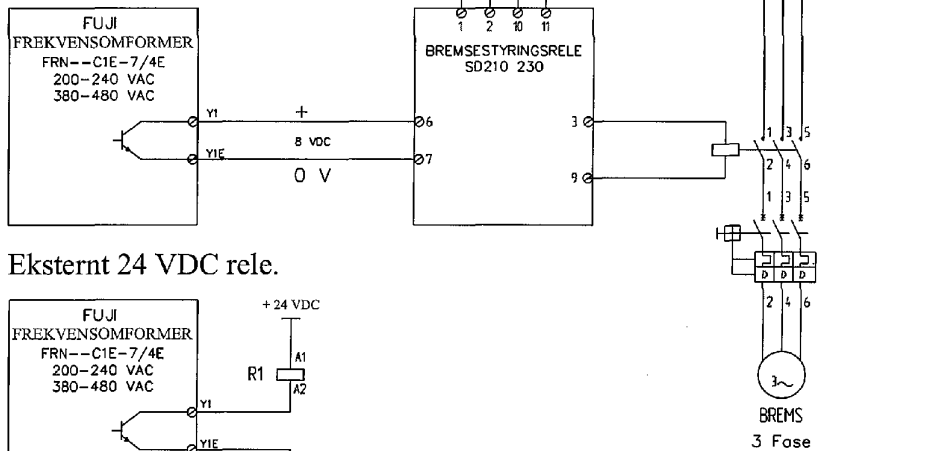 FUJI
FREKVENSOMFORMER
FRN--C1E-7/4E
200-240 VAC
380-480 VAC
Y1
Y1E
+
8 VDC
0 V
1 2 10 11
BREMSESTYRINGSRELE
SD210 230
6
7
3
9
1 3 5
2 4 6
1 3 5
D D D
2 4 6
3~
BREMS
3 Fase
Eksternt 24 VDC rele.
FUJI
FREKVENSOMFORMER
FRN--C1E-7/4E
200-240 VAC
380-480 VAC
Y1
Y1E
+ 24 VDC
A1
R1
A2